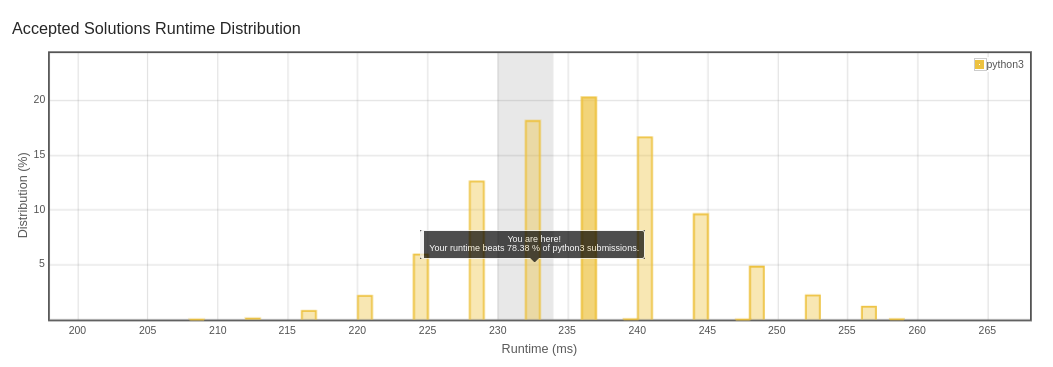 Accepted Solutions Runtime Distribution
python3
Distribution (%)
20
15
10
5
You are here!
Your runtime beats 78.38 % of python3 submissions.
200 205 210 215 220 225 230 235 240 245 250 255 260 265
Runtime (ms)